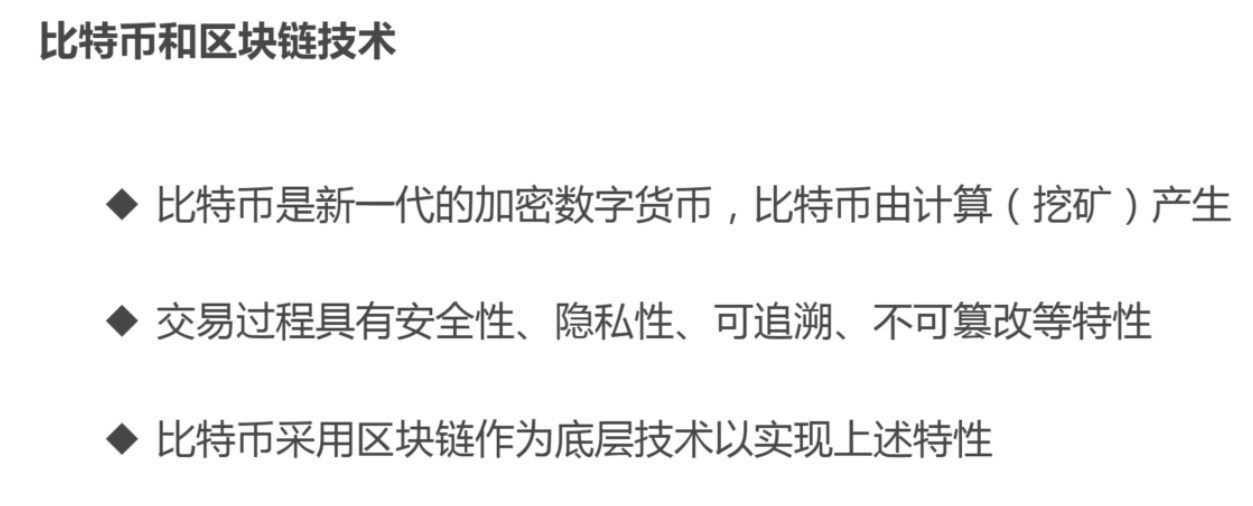 比特币和区块链技术
◆ 比特币是新一代的加密数字货币，比特币由计算（挖矿）产生
◆ 交易过程具有安全性、隐私性、可追溯、不可篡改等特性
◆ 比特币采用区块链作为底层技术以实现上述特性